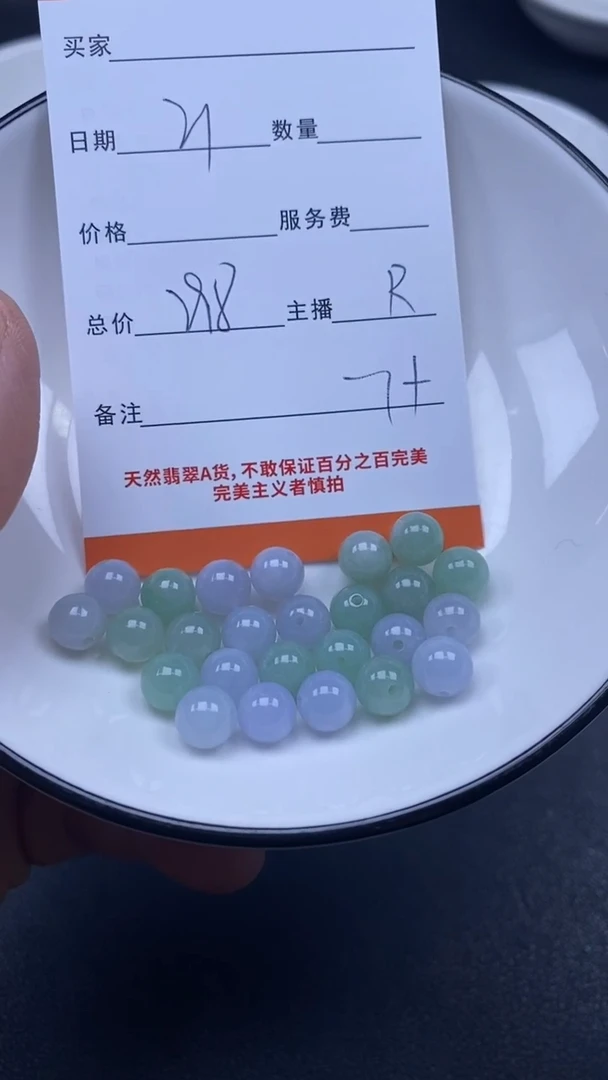 买家
日期 21 数量
价格 服务费
总价 298 主播 R
备注 7+
天然翡翠A货,不敢保证百分之百完美
完美主义者慎拍